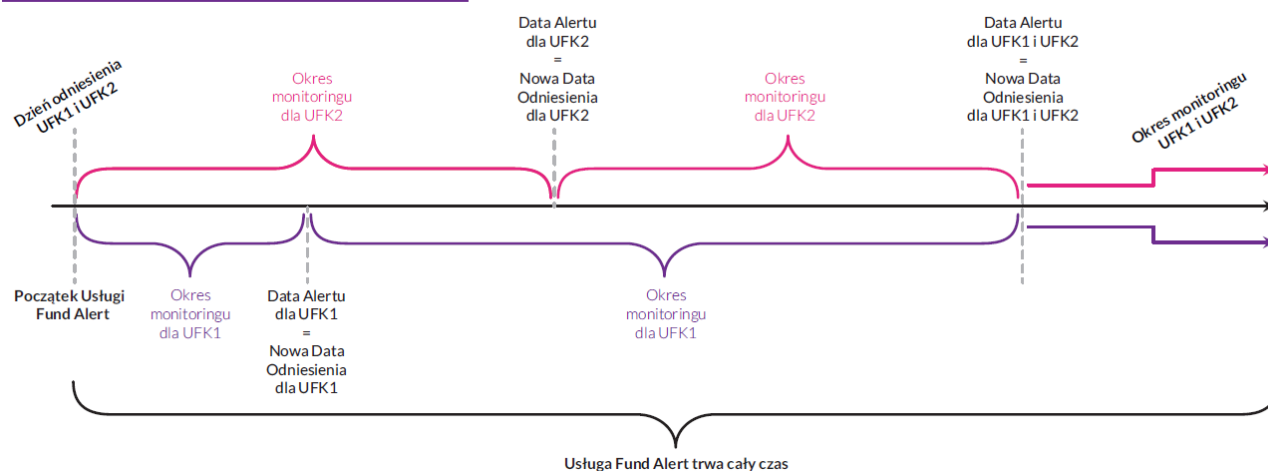 Dzień odniesienia
UFK1 i UFK2
Okres
monitoringu
dla UFK2
Data Alertu
dla UFK2
=
Nowa Data
Odniesienia
dla UFK2
Okres
monitoringu
dla UFK2
Data Alertu
dla UFK1 i UFK2
=
Nowa Data
Odniesienia
dla UFK1 i UFK2
Okres monitoringu
UFK1 i UFK2
Początek Usługi
Fund Alert
Okres
monitoringu
dla UFK1
Data Alertu
dla UFK1
=
Nowa Data
Odniesienia
dla UFK1
Okres
monitoringu
dla UFK1
Usługa Fund Alert trwa cały czas